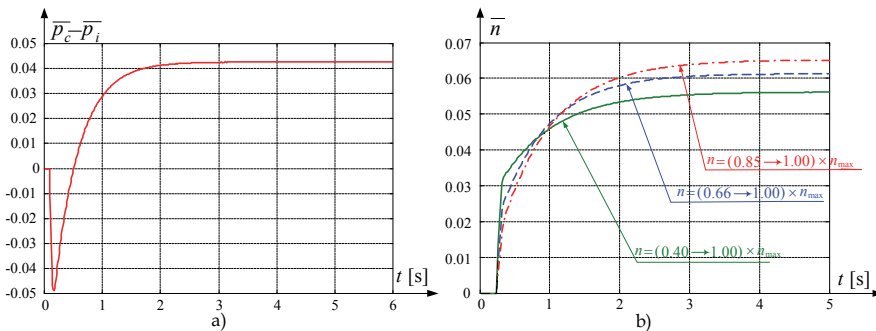 p̅c̅–p̅i̅
0.05
0.04
0.03
0.02
0.01
0
-0.01
-0.02
-0.03
-0.04
-0.05
0 1 2 3 4 5 6
t [s]
a)
n̅
0.07
0.06
0.05
0.04
0.03
0.02
0.01
0
0 1 2 3 4 5
t [s]
n=(0.85→1.00)×nmax
n=(0.66→1.00)×nmax
n=(0.40→1.00)×nmax
b)